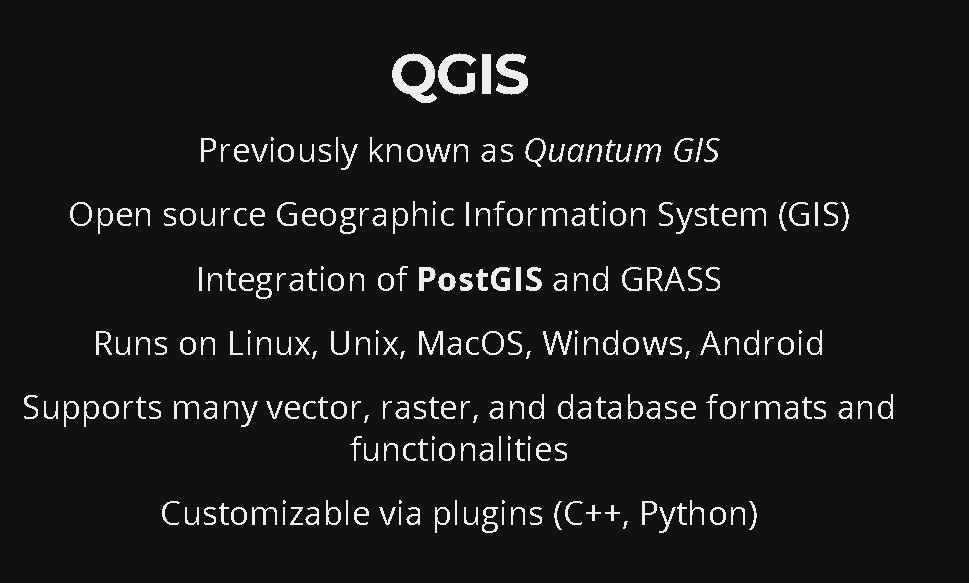 QGIS
Previously known as Quantum GIS
Open source Geographic Information System (GIS)
Integration of PostGIS and GRASS
Runs on Linux, Unix, MacOS, Windows, Android
Supports many vector, raster, and database formats and
functionalities
Customizable via plugins (C++, Python)